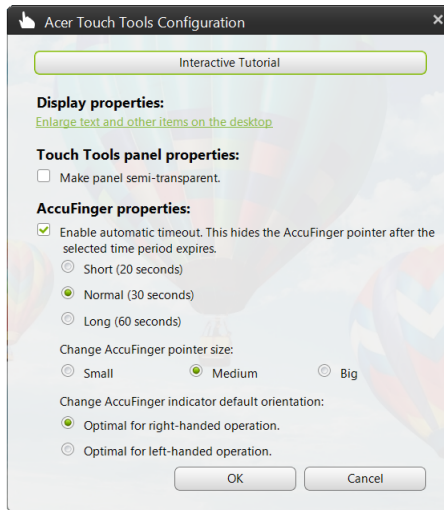 Acer Touch Tools Configuration
Interactive Tutorial
Display properties:
Enlarge text and other items on the desktop
Touch Tools panel properties:
Make panel semi-transparent.
AccuFinger properties:
Enable automatic timeout. This hides the AccuFinger pointer after the
selected time period expires.
Short (20 seconds)
Normal (30 seconds)
Long (60 seconds)
Change AccuFinger pointer size:
Small Medium Big
Change AccuFinger indicator default orientation:
Optimal for right-handed operation.
Optimal for left-handed operation.
OK Cancel